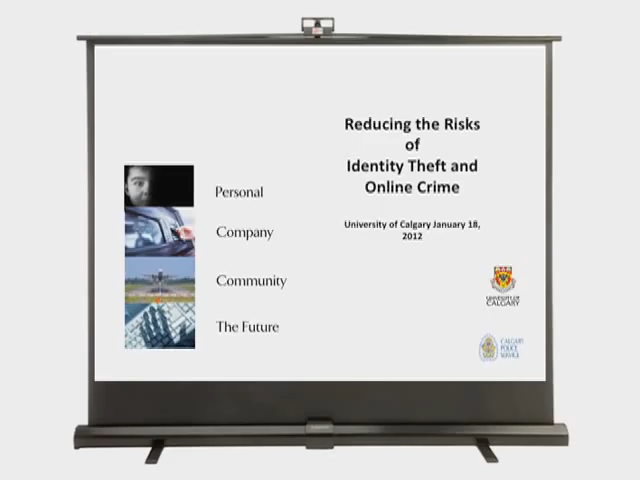 Reducing the Risks
of
Identity Theft and
Online Crime
University of Calgary January 18,
2012
Personal
Company
Community
The Future
UNIVERSITY OF
CALGARY
CALGARY
POLICE
SERVICE